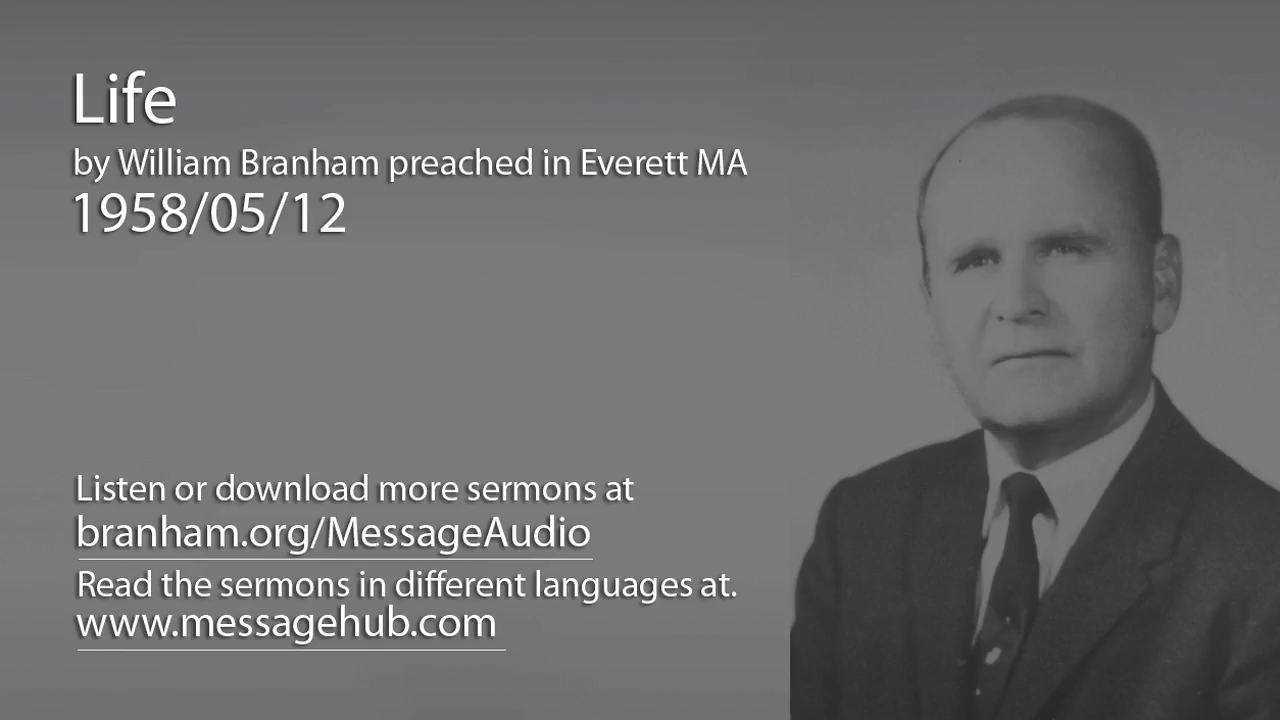 Life
by William Branham preached in Everett MA
1958/05/12
Listen or download more sermons at
branham.org/MessageAudio
Read the sermons in different languages at.
www.messagehub.com